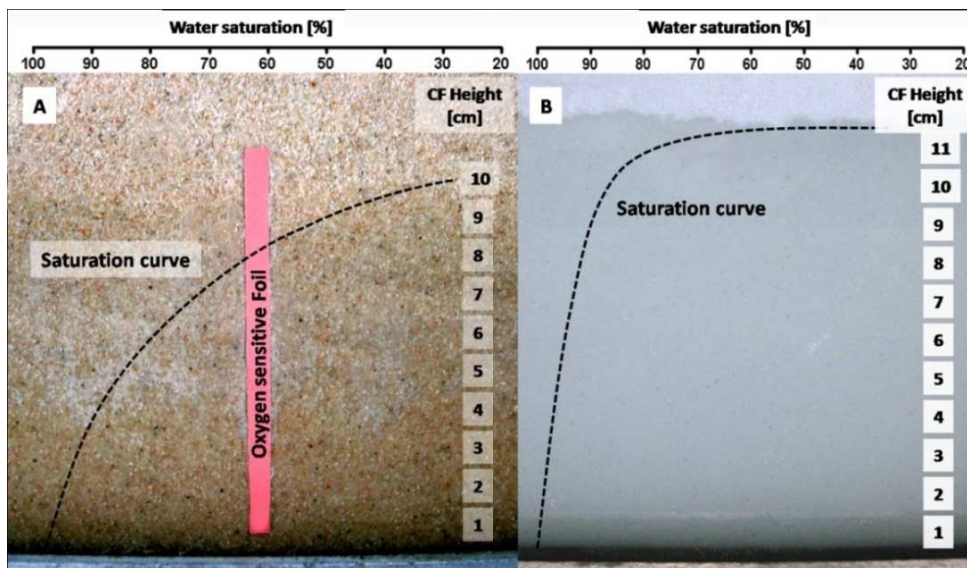 Water saturation [%]
100 90 80 70 60 50 40 30 20
A
CF Height
[cm]
10
9
8
7
6
5
4
3
2
1
Saturation curve
Oxygen sensitive Foil
Water saturation [%]
100 90 80 70 60 50 40 30 20
B
CF Height
[cm]
11
10
9
8
7
6
5
4
3
2
1
Saturation curve